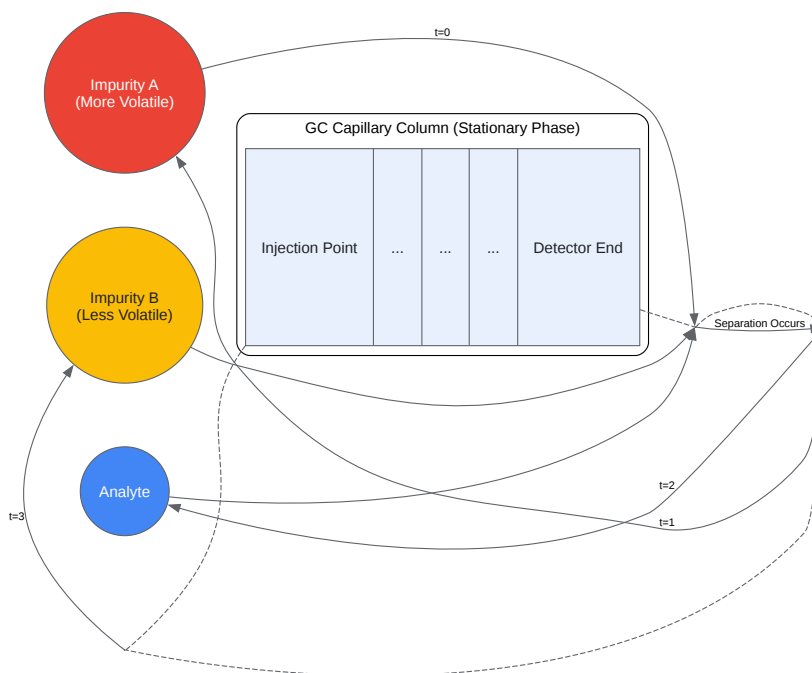 t=0
Impurity A
(More Volatile)
GC Capillary Column (Stationary Phase)
Injection Point
...
...
...
Detector End
Impurity B
(Less Volatile)
Separation Occurs
Analyte
t=2
t=3
t=1